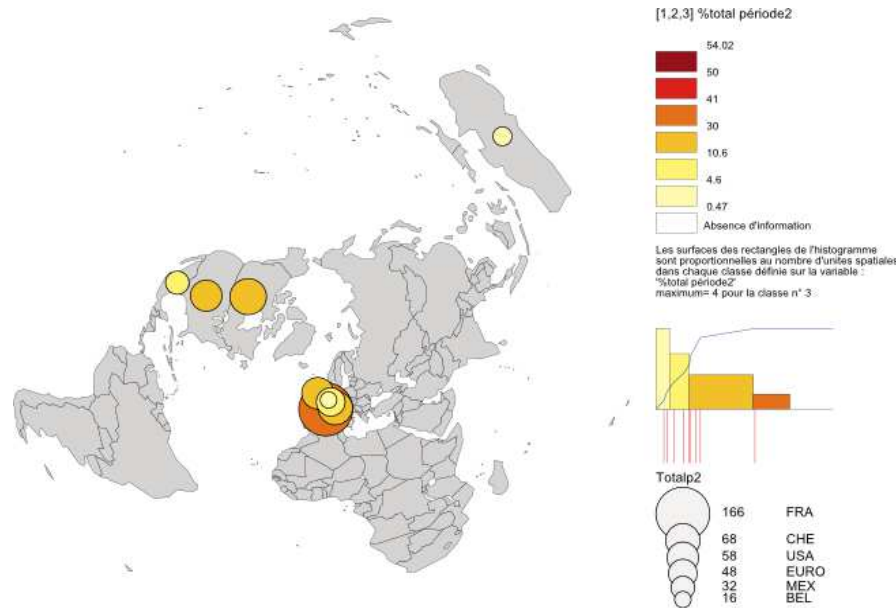 [1,2,3] %total période2
54.02
50
41
30
10.6
4.6
0.47
Absence d'information
Les surfaces des rectangles de l'histogramme
sont proportionnelles au nombre d'unites spatiales
dans chaque classe définie sur la variable :
'%total période2'
maximum= 4 pour la classe n° 3
Totalp2
166 FRA
68 CHE
58 USA
48 EURO
32 MEX
16 BEL